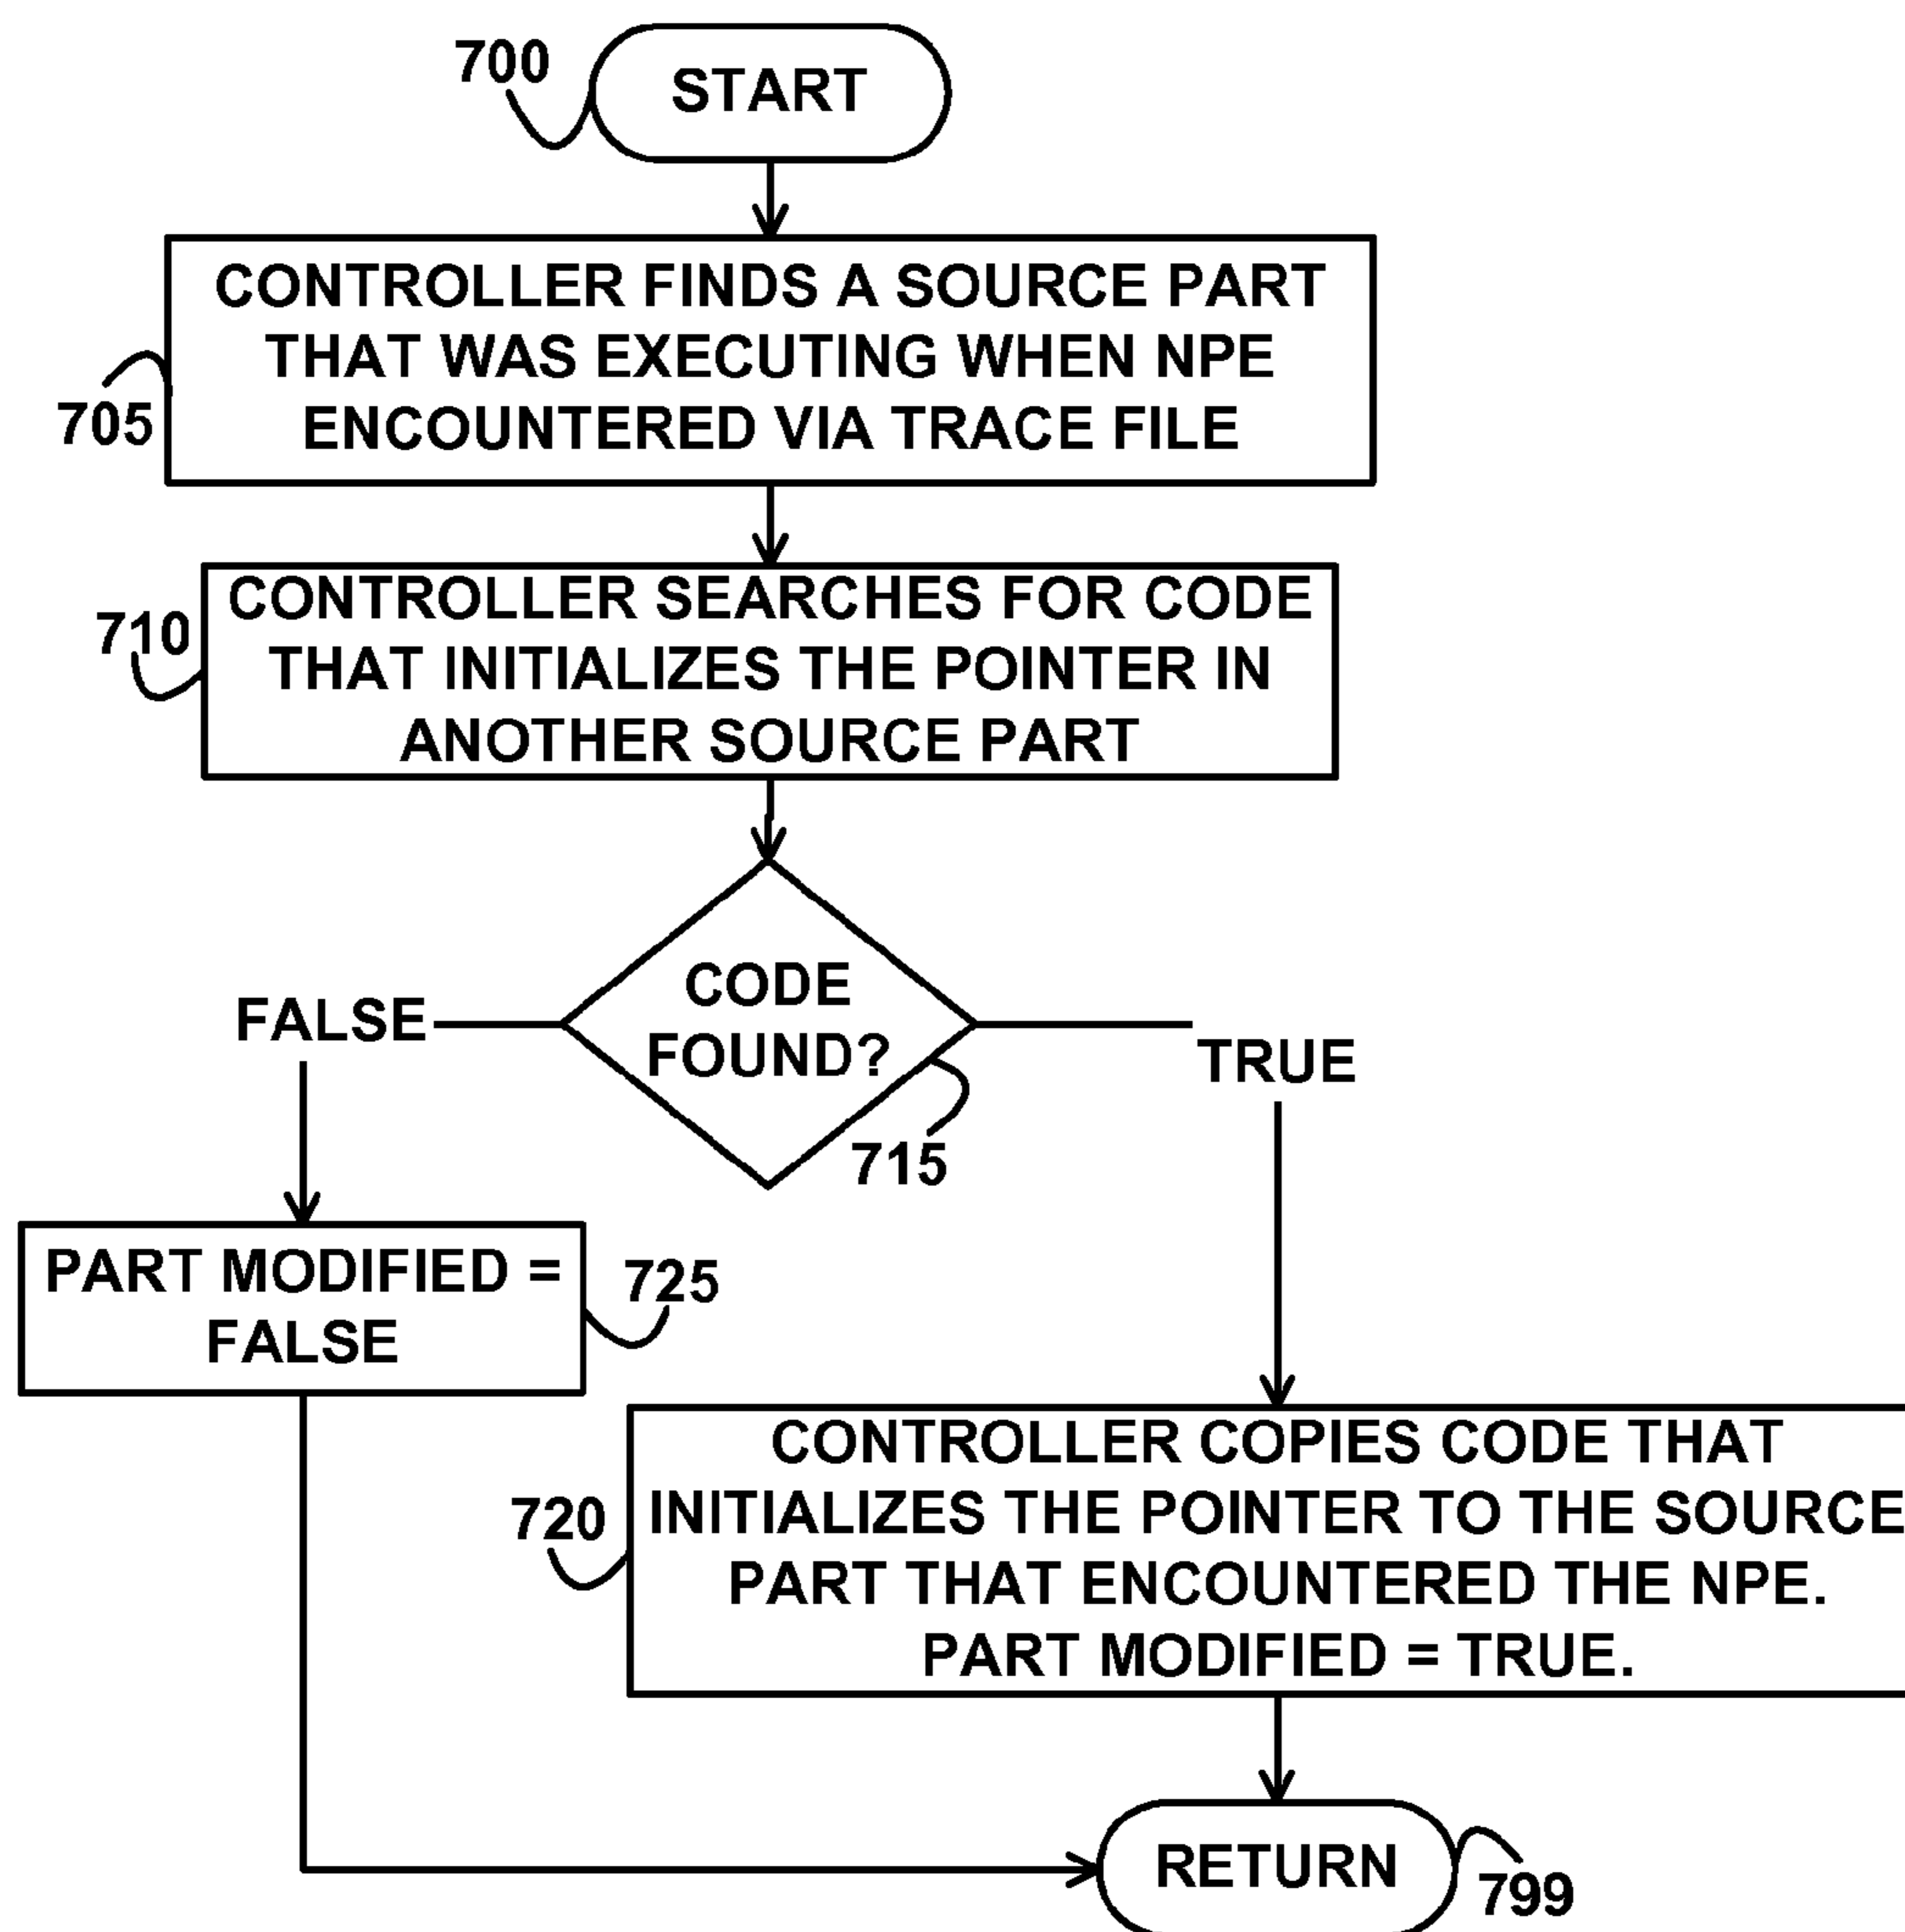 700
START
CONTROLLER FINDS A SOURCE PART
THAT WAS EXECUTING WHEN NPE
ENCOUNTERED VIA TRACE FILE
705
CONTROLLER SEARCHES FOR CODE
THAT INITIALIZES THE POINTER IN
ANOTHER SOURCE PART
710
CODE
FOUND?
715
FALSE
TRUE
PART MODIFIED =
FALSE
725
CONTROLLER COPIES CODE THAT
INITIALIZES THE POINTER TO THE SOURCE
PART THAT ENCOUNTERED THE NPE.
PART MODIFIED = TRUE.
720
RETURN
799